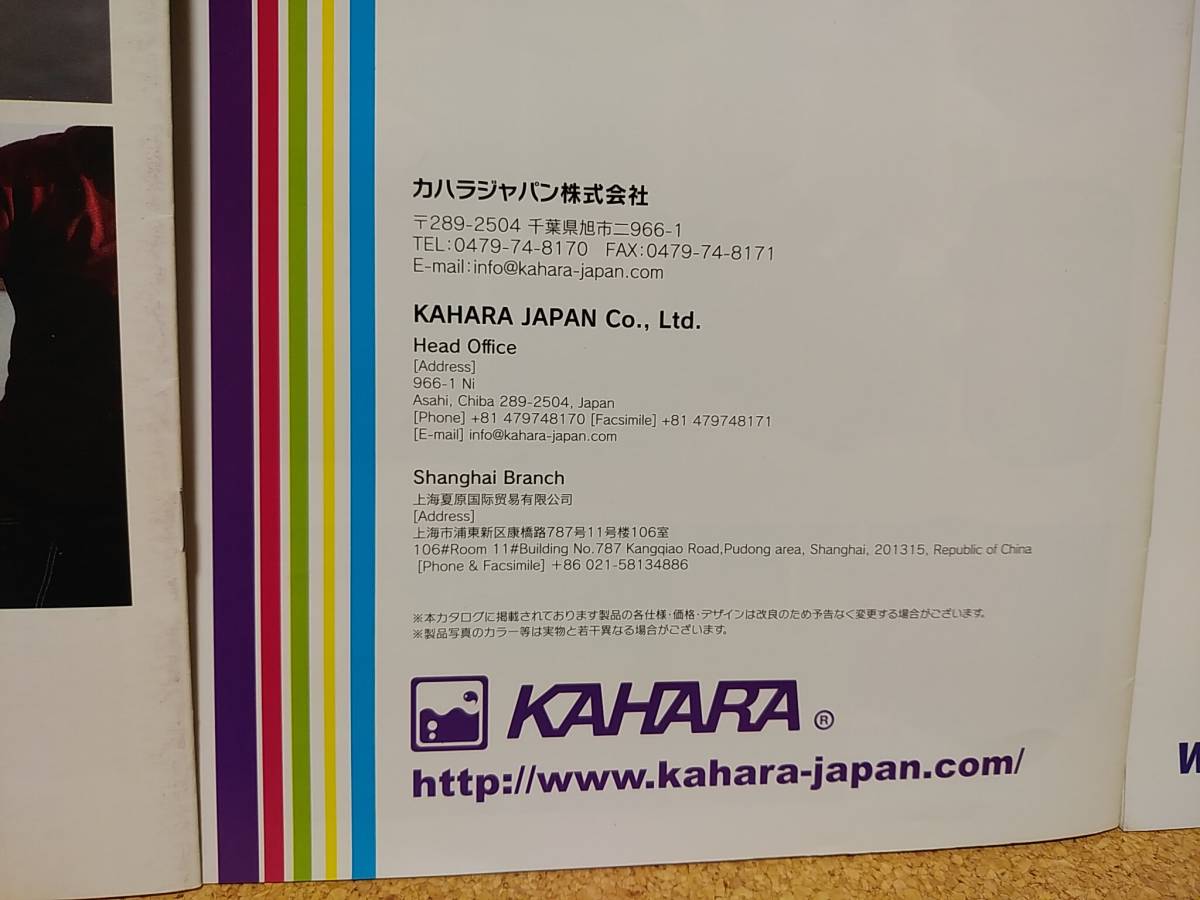 カハラジャパン株式会社
〒289-2504 千葉県旭市ニ966-1
TEL:0479-74-8170 FAX:0479-74-8171
E-mail:info@kahara-japan.com
KAHARA JAPAN Co., Ltd.
Head Office
[Address]
966-1 Ni
Asahi, Chiba 289-2504, Japan
[Phone] +81 479748170 [Facsimile] +81 479748171
[E-mail] info@kahara-japan.com
Shanghai Branch
上海夏原国际贸易有限公司
[Address]
上海市浦東新区康橋路787号11号楼106室
106#Room 11#Building No.787 Kangqiao Road,Pudong area, Shanghai, 201315, Republic of China
[Phone & Facsimile] +86 021-58134886
※本カタログに掲載されております製品の各仕様・価格・デザインは改良のため予告なく変更する場合がございます。
※製品写真のカラー等は実物と若干異なる場合がございます。
KAHARA ®
http://www.kahara-japan.com/
W